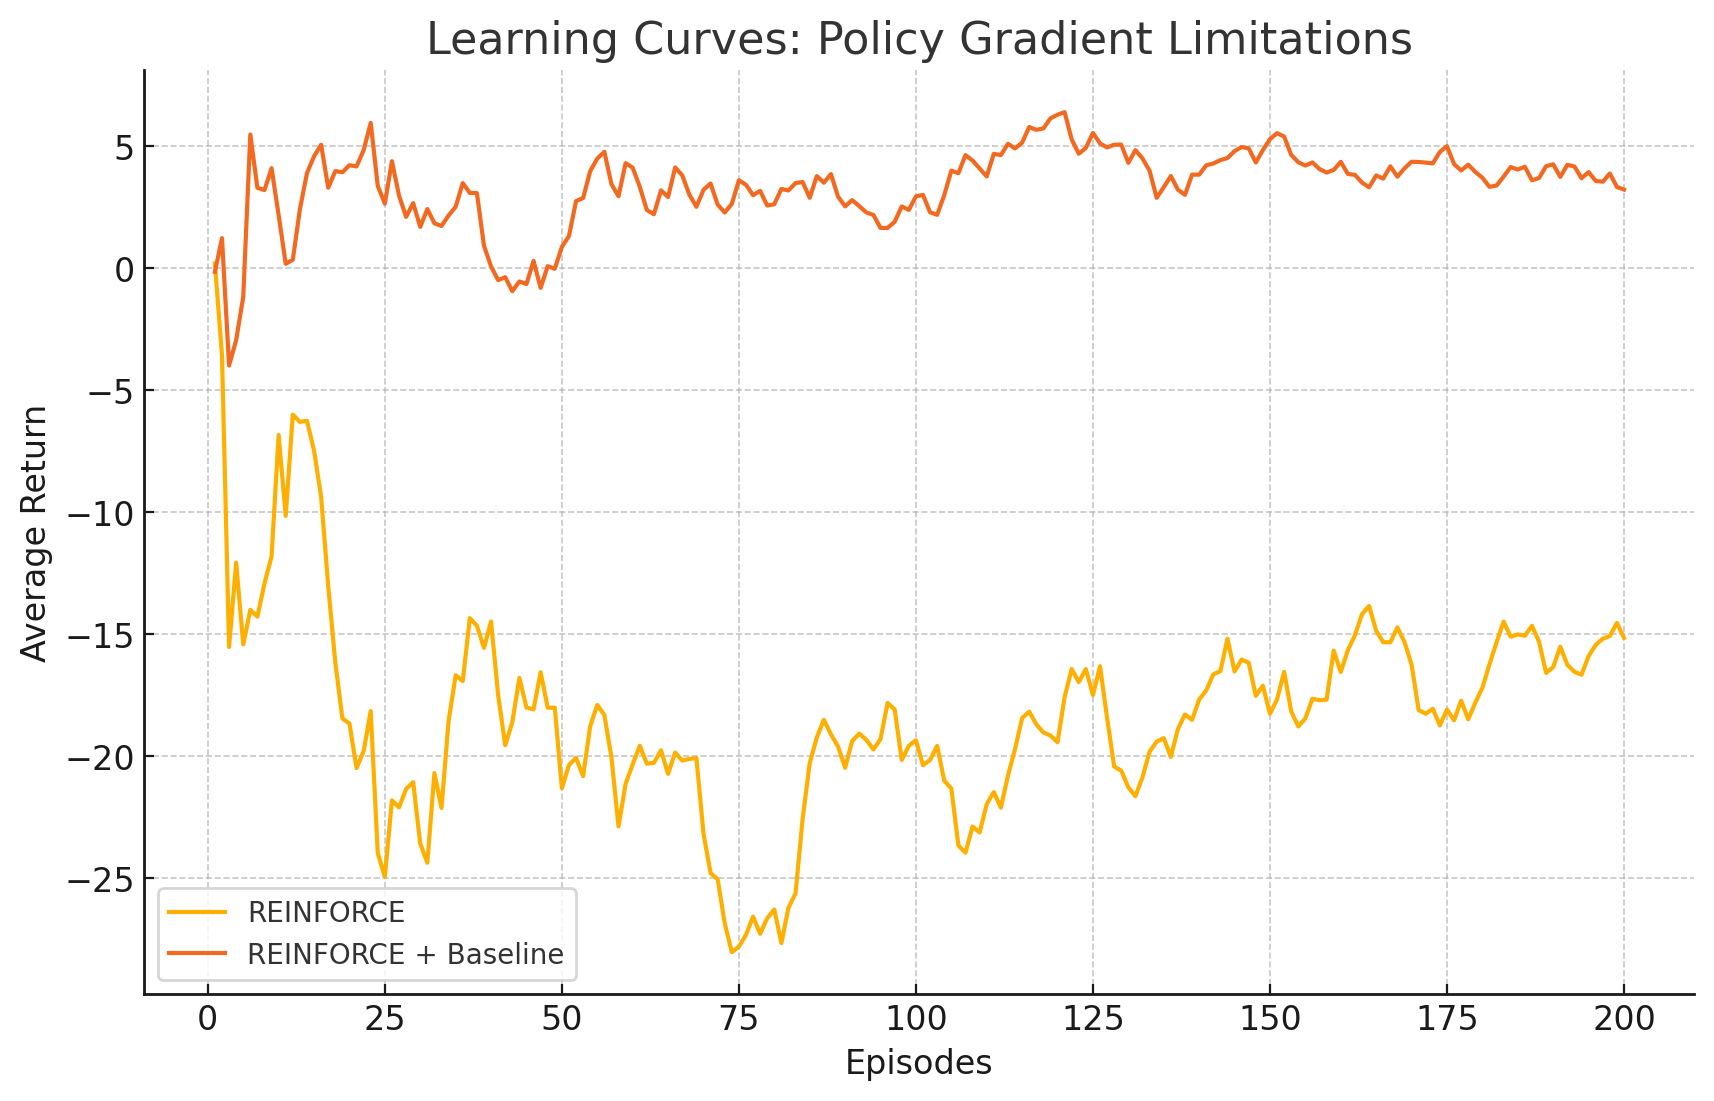 Learning Curves: Policy Gradient Limitations
Average Return
5
0
−5
−10
−15
−20
−25
REINFORCE
REINFORCE + Baseline
0 25 50 75 100 125 150 175 200
Episodes